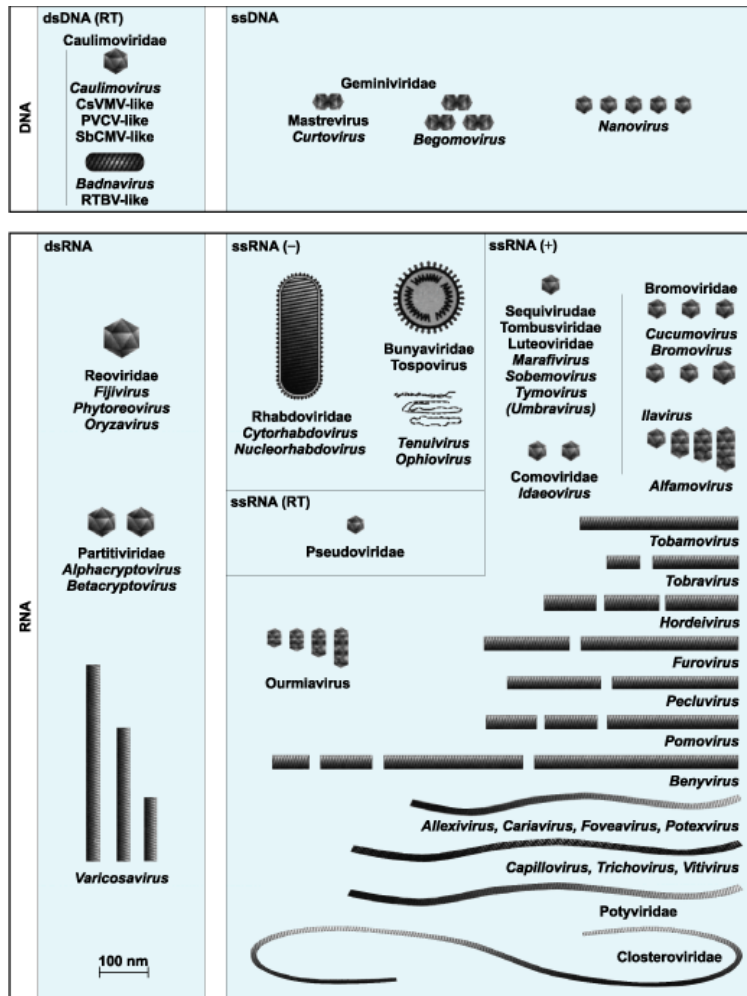 DNA
dsDNA (RT)
Caulimoviridae
Caulimovirus
CsVMV-like
PVCV-like
SbCMV-like
Badnavirus
RTBV-like
ssDNA
Geminiviridae
Mastrevirus
Curtovirus
Begomovirus
Nanovirus
RNA
dsRNA
Reoviridae
Fijivirus
Phytoreovirus
Oryzavirus
Partitiviridae
Alphacryptovirus
Betacryptovirus
Varicosavirus
100 nm
ssRNA (–)
Rhabdoviridae
Cytorhabdovirus
Nucleorhabdovirus
Bunyaviridae
Tospovirus
Tenulvirus
Ophiovirus
ssRNA (RT)
Pseudoviridae
ssRNA (+)
Sequivirudae
Tombusviridae
Luteoviridae
Marafivirus
Sobemovirus
Tymovirus
(Umbravirus)
Comoviridae
Idaeovirus
Bromoviridae
Cucumovirus
Bromovirus
Ilavirus
Alfamovirus
Tobamovirus
Tobravirus
Hordeivirus
Furovirus
Pecluvirus
Pomovirus
Benyvirus
Ourmiavirus
Allexivirus, Cariavirus, Foveavirus, Potexvirus
Capillovirus, Trichovirus, Vitivirus
Potyviridae
Closteroviridae